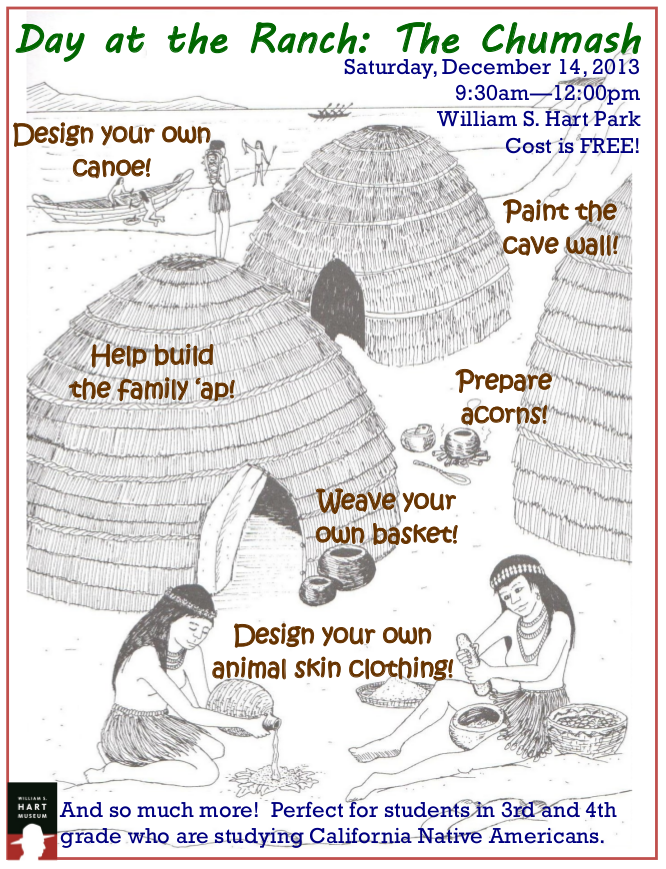 Day at the Ranch: The Chumash
Saturday, December 14, 2013
9:30am—12:00pm
William S. Hart Park
Cost is FREE!
Design your own
canoe!
Paint the
cave wall!
Help build
the family ‘ap!
Prepare
acorns!
Weave your
own basket!
Design your own
animal skin clothing!
WILLIAM S.
HART
MUSEUM
And so much more!  Perfect for students in 3rd and 4th
grade who are studying California Native Americans.